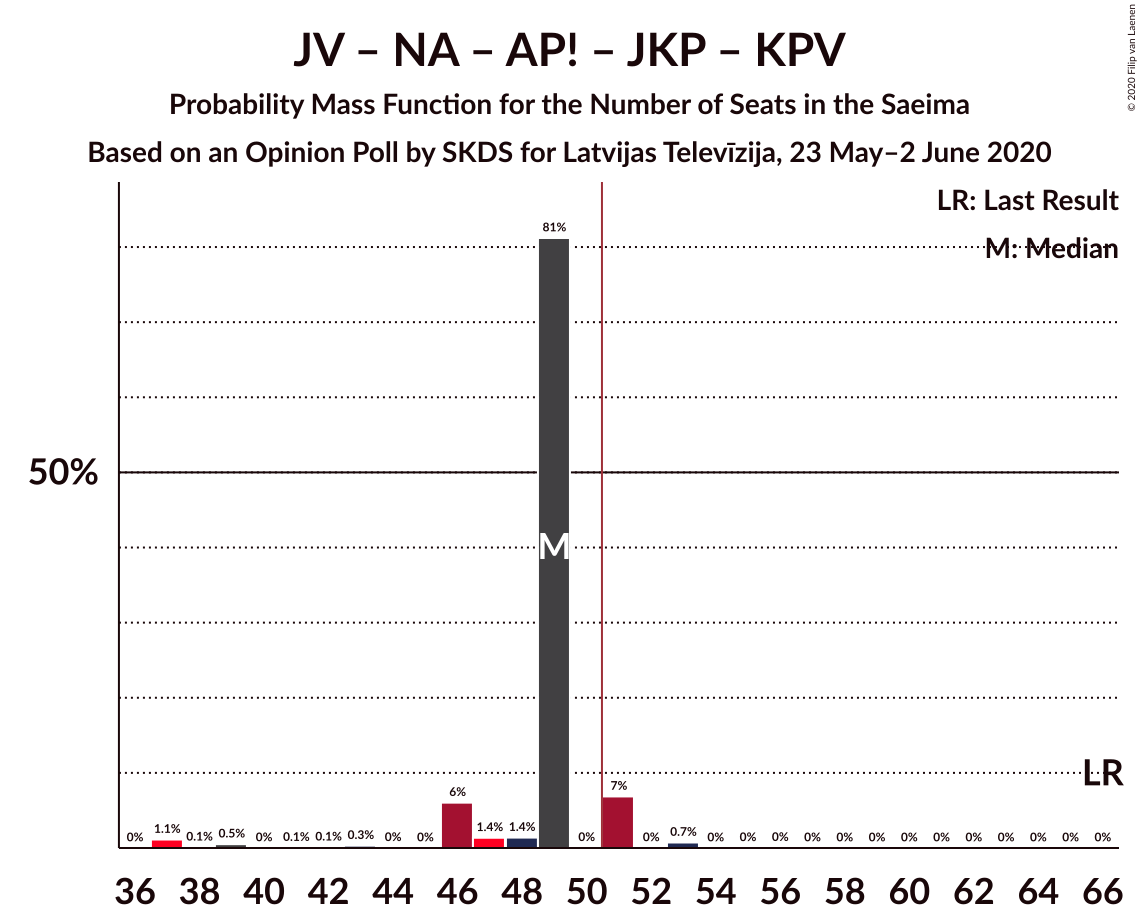 JV – NA – AP! – JKP – KPV
Probability Mass Function for the Number of Seats in the Saeima
Based on an Opinion Poll by SKDS for Latvijas Televīzija, 23 May–2 June 2020
© 2020 Filip van Laenen
LR: Last Result
M: Median
50%
81%
M
LR
0% 1.1% 0.1% 0.5% 0% 0.1% 0.1% 0.3% 0% 0% 6% 1.4% 1.4% 0% 7% 0% 0.7% 0% 0% 0% 0% 0% 0% 0% 0% 0% 0% 0% 0% 0%
36 38 40 42 44 46 48 50 52 54 56 58 60 62 64 66